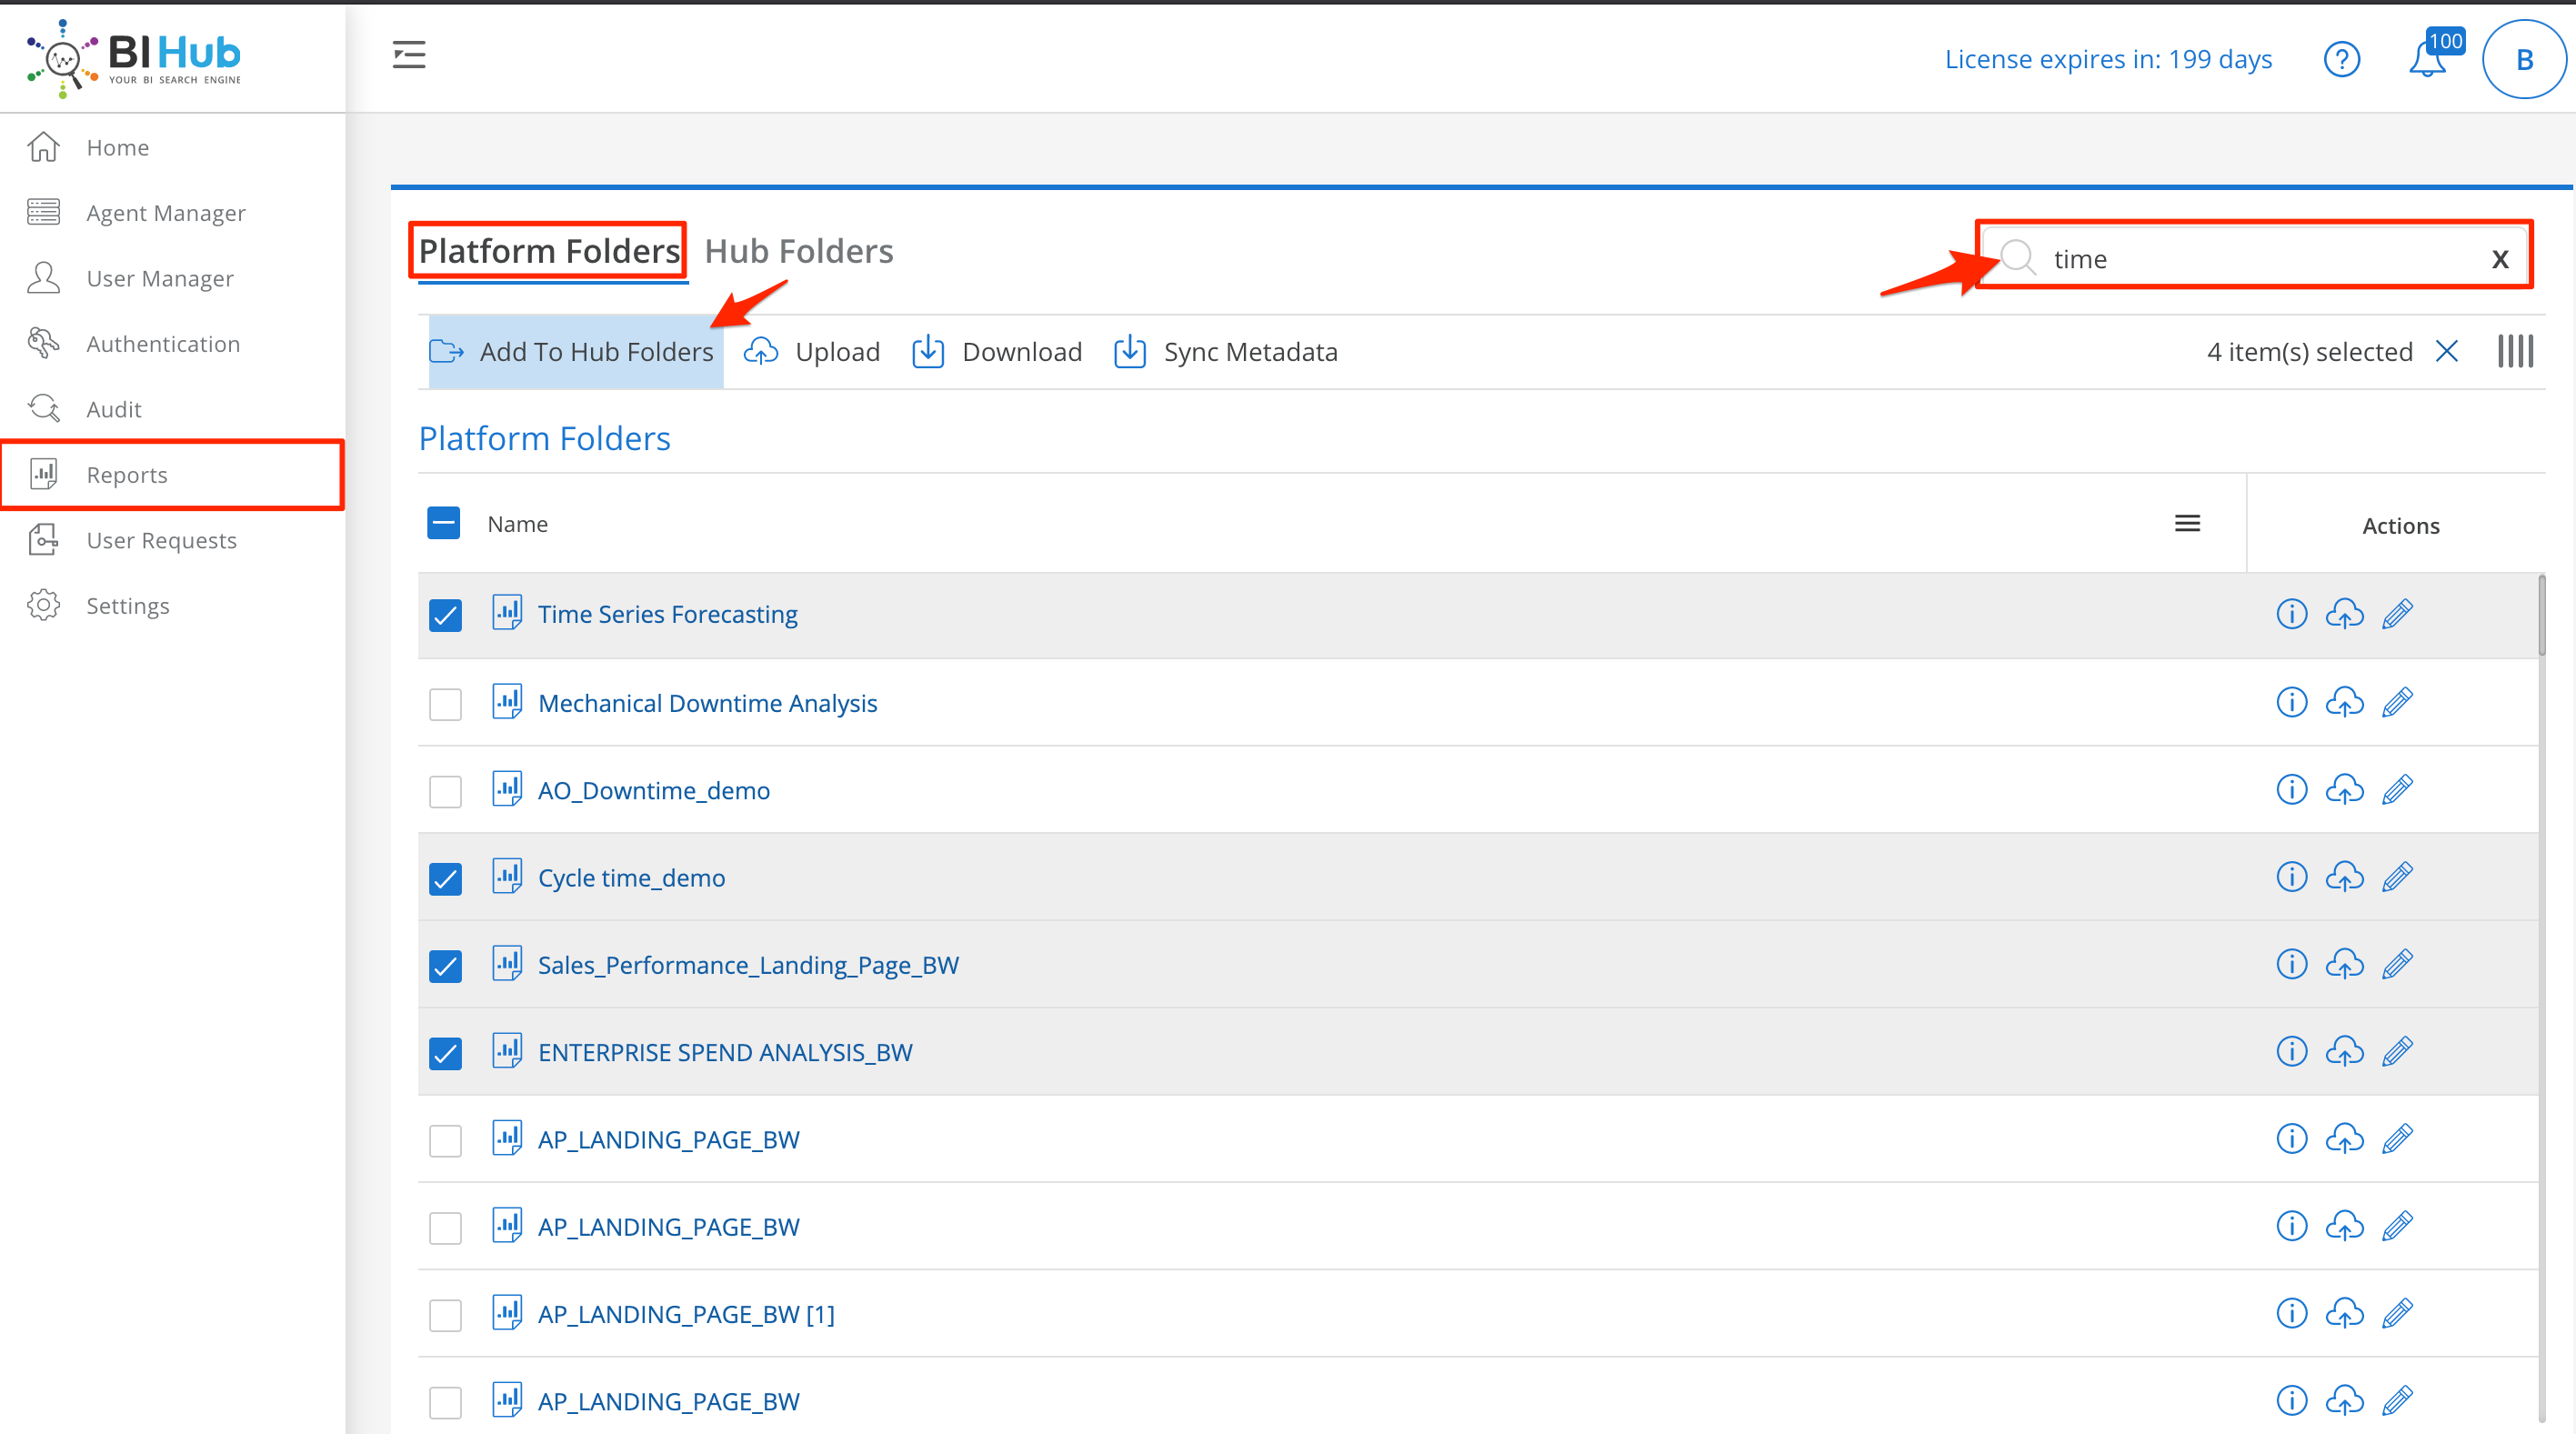 BI Hub
YOUR BI SEARCH ENGINE
License expires in: 199 days
?
100
B
Home
Agent Manager
User Manager
Authentication
Audit
Reports
User Requests
Settings
Platform Folders
Hub Folders
time
x
Add To Hub Folders
Upload
Download
Sync Metadata
4 item(s) selected
Platform Folders
Name
Actions
Time Series Forecasting
Mechanical Downtime Analysis
AO_Downtime_demo
Cycle time_demo
Sales_Performance_Landing_Page_BW
ENTERPRISE SPEND ANALYSIS_BW
AP_LANDING_PAGE_BW
AP_LANDING_PAGE_BW
AP_LANDING_PAGE_BW [1]
AP_LANDING_PAGE_BW